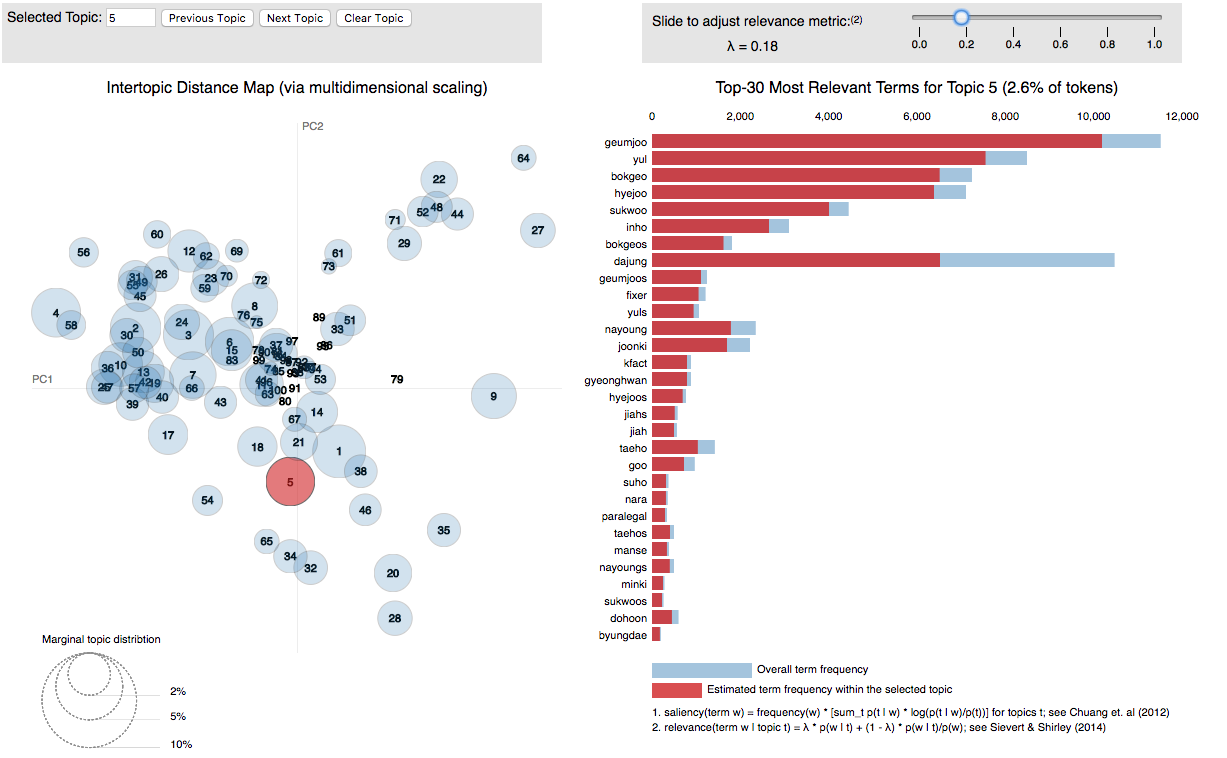 Selected Topic: 5 Previous Topic Next Topic Clear Topic
Slide to adjust relevance metric:(2)
λ = 0.18
0.0 0.2 0.4 0.6 0.8 1.0
Intertopic Distance Map (via multidimensional scaling)
PC2
PC1
64
22
52
48
44
71
27
29
60
56
12
62
69
61
73
31
26
23
70
59
72
45
4
58
8
76
75
89
33
51
2
30
24
3
6
15
83
37
97
50
36
10
13
7
42
19
57
66
53
79
9
39
40
43
63
100
91
80
14
67
17
18
21
1
38
5
54
46
35
65
34
32
20
28
Marginal topic distribtion
2%
5%
10%
Top-30 Most Relevant Terms for Topic 5 (2.6% of tokens)
0 2,000 4,000 6,000 8,000 10,000 12,000
geumjoo
yul
bokgeo
hyejoo
sukwoo
inho
bokgeos
dajung
geumjoos
fixer
yuls
nayoung
joonki
kfact
gyeonghwan
hyejoos
jiahs
jiah
taeho
goo
suho
nara
paralegal
taehos
manse
nayoungs
minki
sukwoos
dohoon
byungdae
Overall term frequency
Estimated term frequency within the selected topic
1. saliency(term w) = frequency(w) * [sum_t p(t | w) * log(p(t | w)/p(t))] for topics t; see Chuang et. al (2012)
2. relevance(term w | topic t) = λ * p(w | t) + (1 - λ) * p(w | t)/p(w); see Sievert & Shirley (2014)